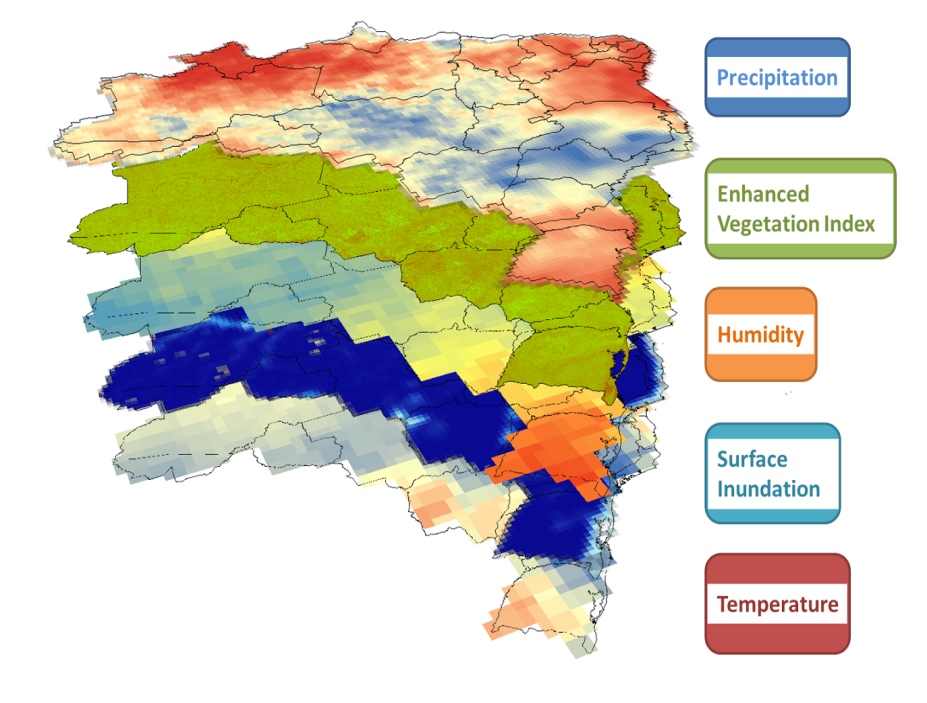 Precipitation
Enhanced
Vegetation Index
Humidity
Surface
Inundation
Temperature